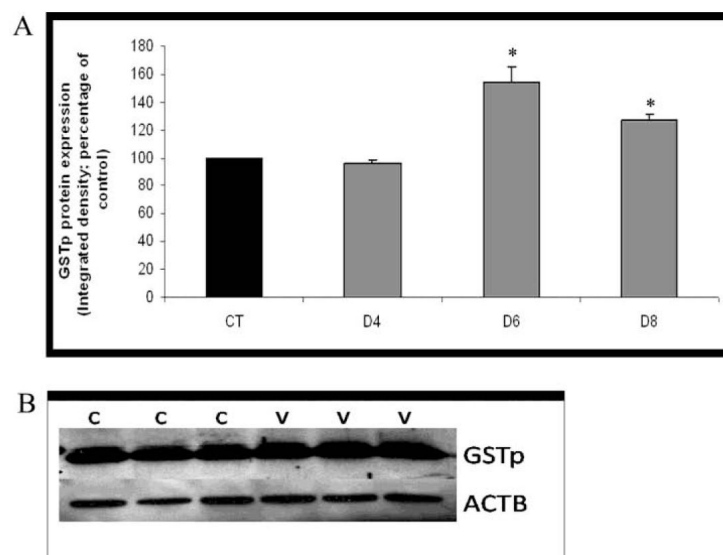 A
GSTp protein expression
(Integrated density; percentage of
control)
180
160
140
120
100
80
60
40
20
0
*
*
CT D4 D6 D8
B
C C C V V V
GSTp
ACTB